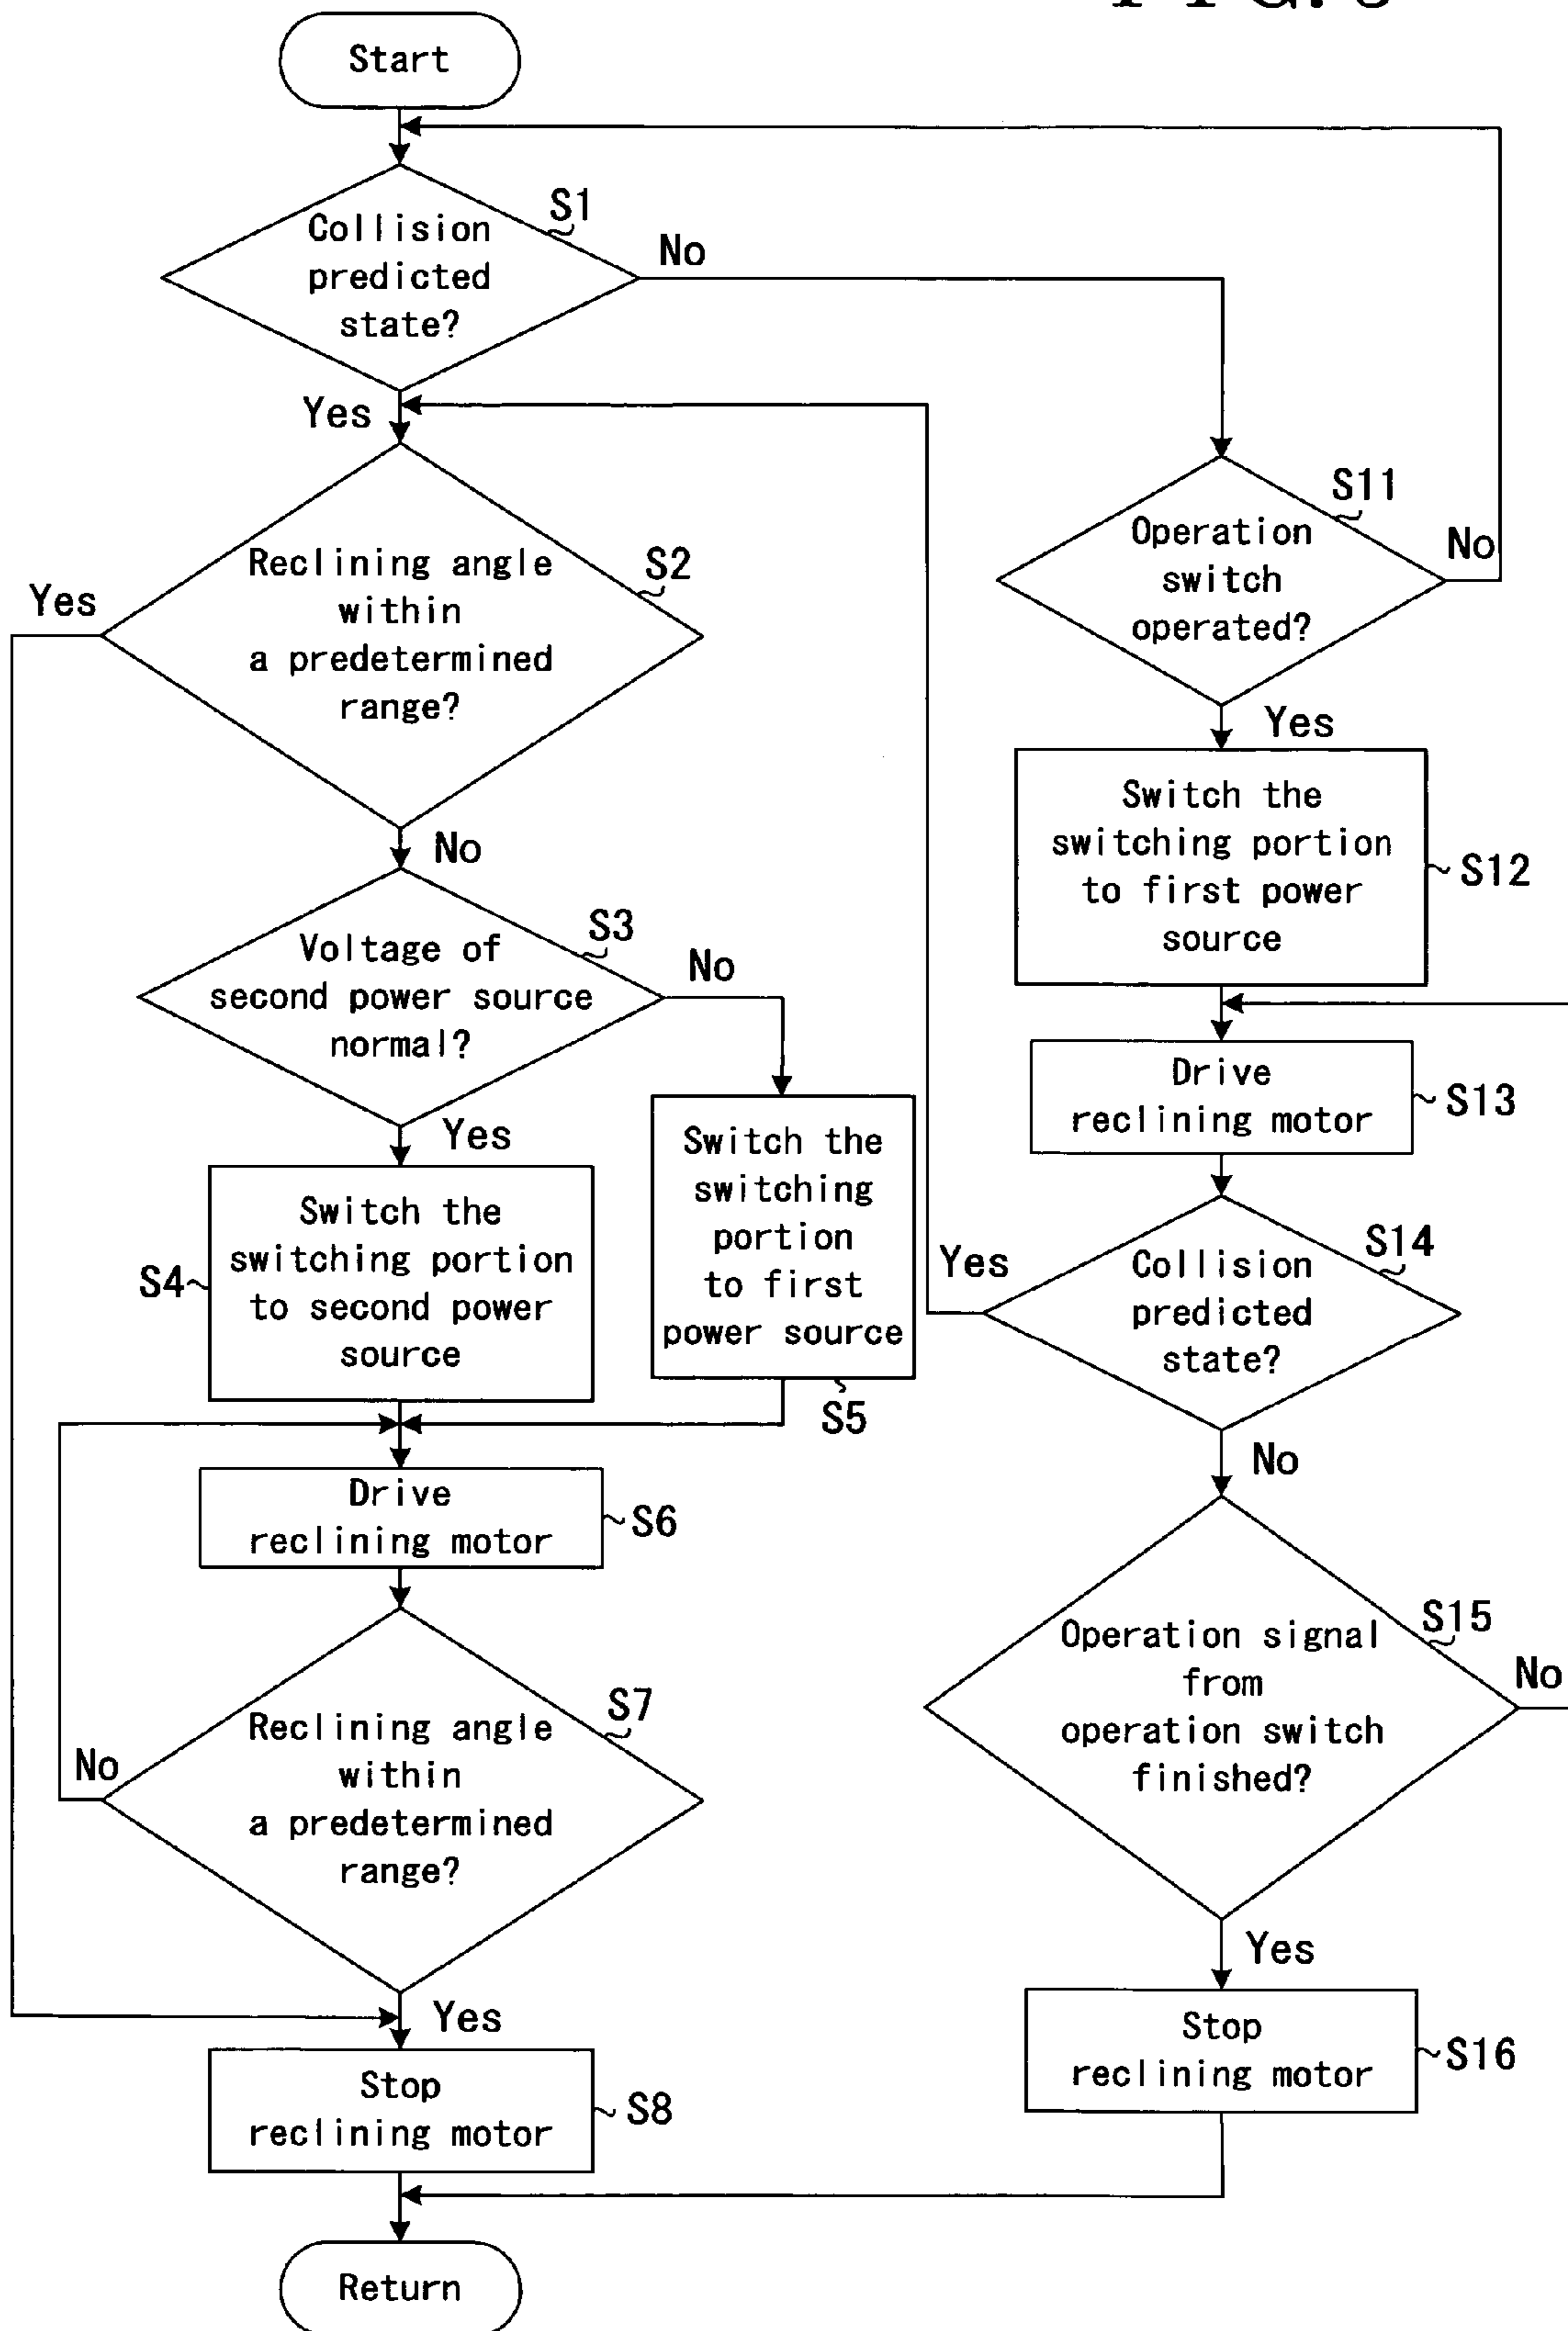 Start
Collision
predicted
state?
S1
No
Yes
Reclining angle
within
a predetermined
range?
S2
Yes
No
Voltage of
second power source
normal?
S3
No
Yes
Switch the
switching portion
to second power
source
S4
Switch the
switching
portion
to first
power source
S5
Drive
reclining motor
S6
Reclining angle
within
a predetermined
range?
S7
No
Yes
Stop
reclining motor
S8
Return
Operation
switch
operated?
S11
No
Yes
Switch the
switching portion
to first power
source
S12
Drive
reclining motor
S13
Collision
predicted
state?
S14
Yes
No
Operation signal
from
operation switch
finished?
S15
No
Yes
Stop
reclining motor
S16